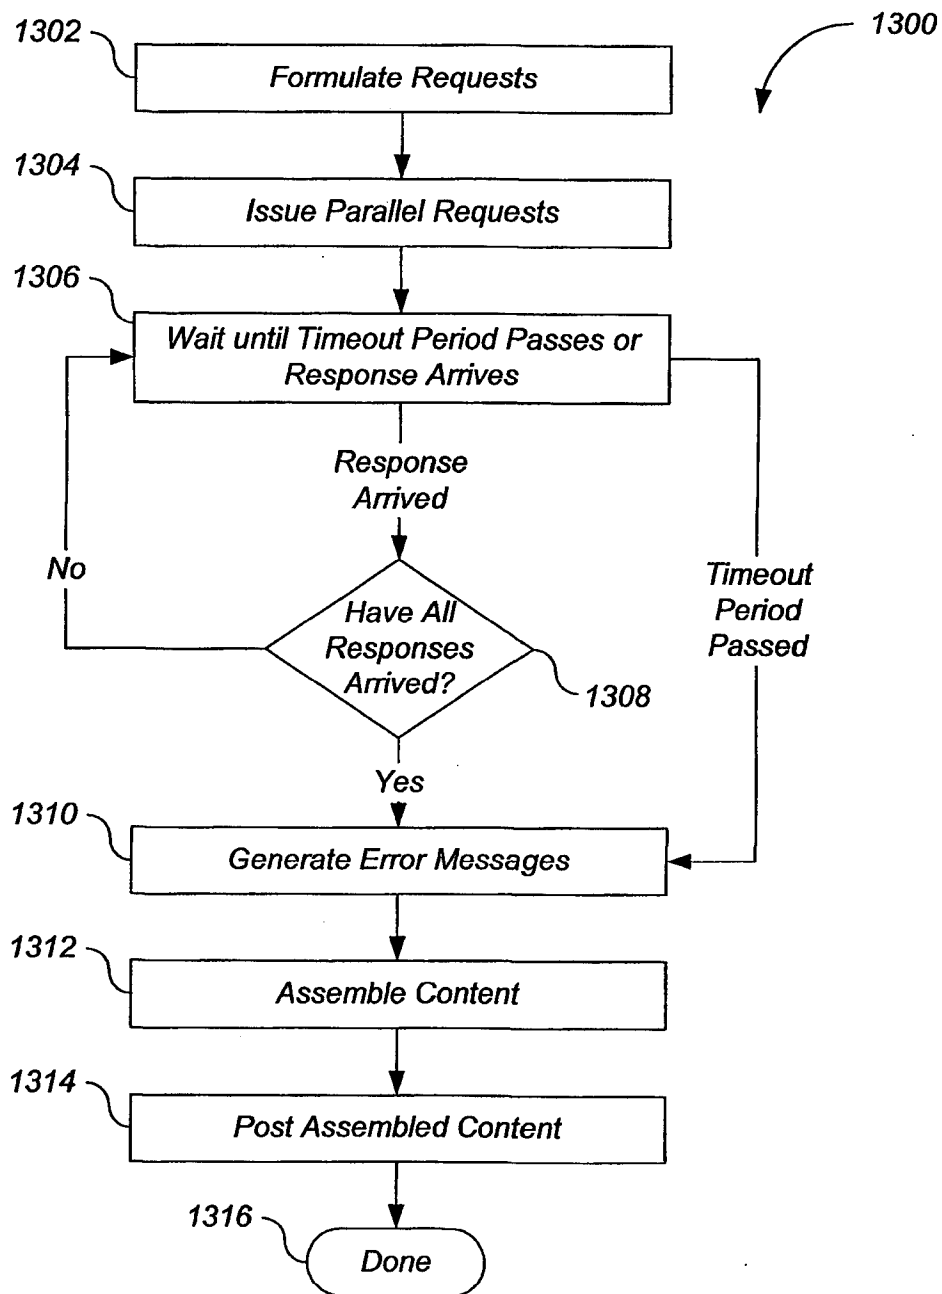 1300
1302
Formulate Requests
1304
Issue Parallel Requests
1306
Wait until Timeout Period Passes or
Response Arrives
Response
Arrived
No
Timeout
Period
Passed
Have All
Responses
Arrived?
1308
Yes
1310
Generate Error Messages
1312
Assemble Content
1314
Post Assembled Content
1316
Done